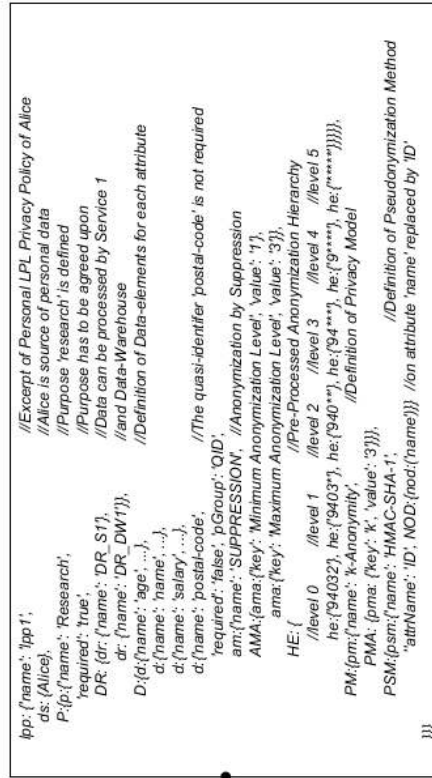 lpp: {'name': 'lpp1', //Excerpt of Personal LPL Privacy Policy of Alice
ds: {Alice}, //Alice is source of personal data
P:{p:{'name': 'Research', //Purpose 'research' is defined
'required': 'true', //Purpose has to be agreed upon
DR: {dr: {'name': 'DR_S1'}, //Data can be processed by Service 1
dr: {'name': 'DR_DW1'}}, //and Data-Warehouse
D:{d:{'name': 'age', ...}, //Definition of Data-elements for each attribute
d:{'name': 'name', ...},
d:{'name': 'salary', ...},
d:{'name': 'postal-code', //The quasi-identifer 'postal-code' is not required
'required': 'false', 'pGroup': 'QID',
am:{'name': 'SUPPRESSION', //Anonymization by Suppression
AMA:{ama:{'key': 'Minimum Anonymization Level', 'value': '1'},
ama:{'key': 'Maximum Anonymization Level', 'value': '3'}},
HE: { //Pre-Processed Anonymization Hierarchy
//level 0 //level 1 //level 2 //level 3 //level 4 //level 5
he:{'94032'}, he:{'9403*'}, he:{'940**'}, he:{'94***'}, he:{'9****'}, he:{'*****'}}}}},
PM:{pm:{'name': 'k-Anonymity', //Definition of Privacy Model
PMA: {pma: {'key': 'k', 'value': '3'}}},
PSM:{psm:{'name': 'HMAC-SHA-1', //Definition of Pseudonymization Method
"attrName': 'ID', NOD:{nod:{'name'}}} //on attribute 'name' replaced by 'ID'
}}}